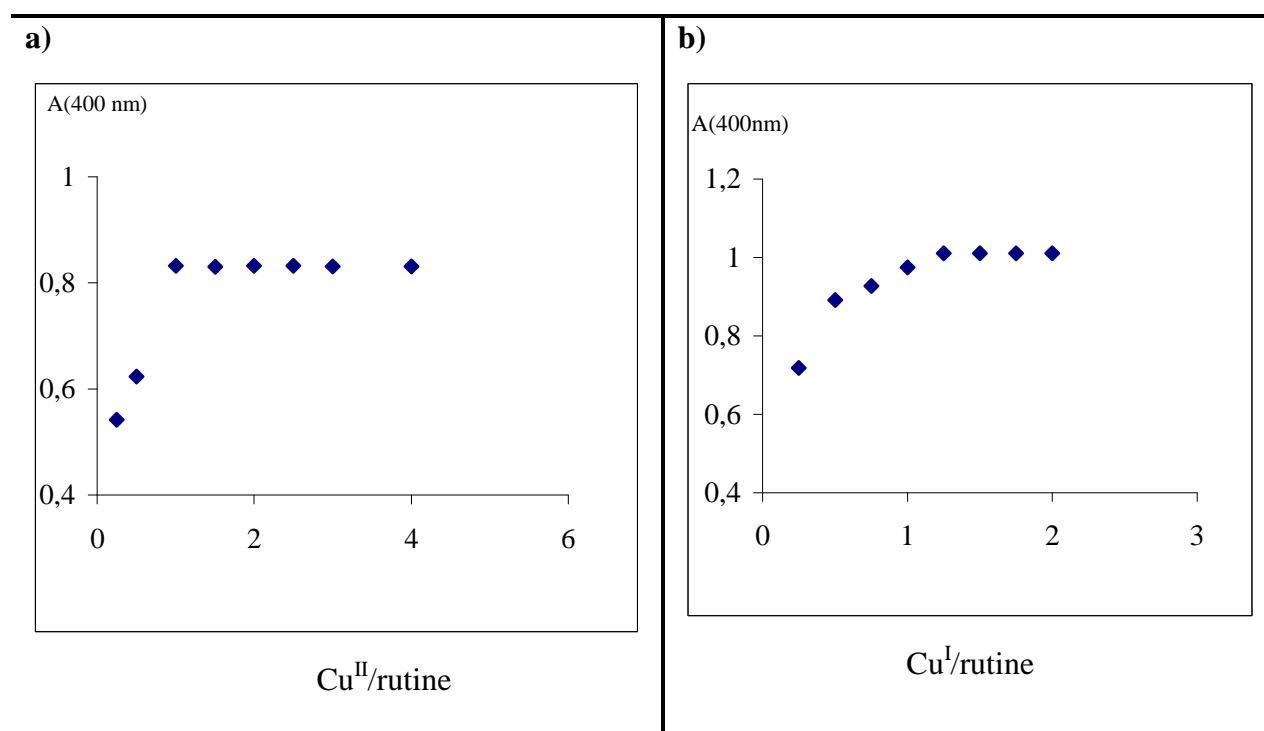 a)
A(400 nm)
1
0,8
0,6
0,4
0 2 4 6
Cu^II/rutine
b)
A(400nm)
1,2
1
0,8
0,6
0,4
0 1 2 3
Cu^I/rutine